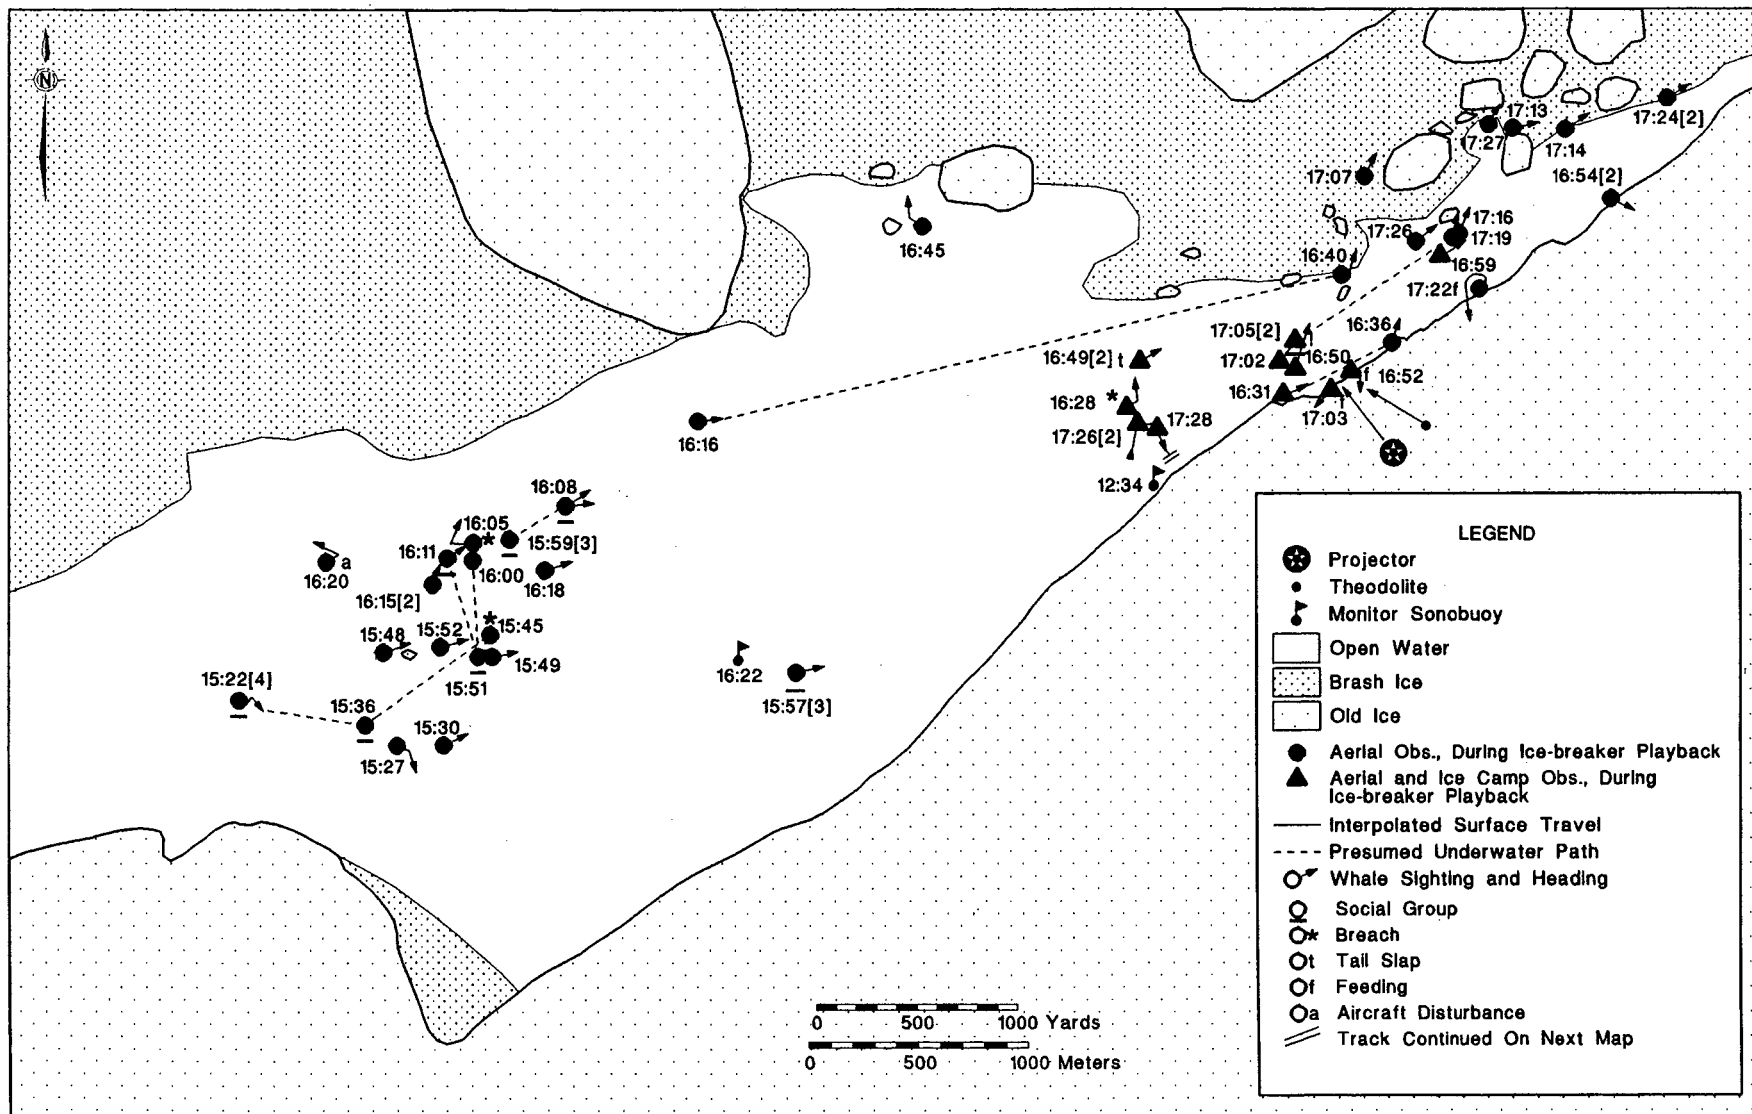 N
17:13
17:24[2]
17:27
17:14
17:07
16:54[2]
16:45
17:16
17:26
17:19
16:40
16:59
17:22f
17:05[2]
16:36
16:49[2] t
17:02
16:50
f
16:52
16:31
*
16:28
17:03
17:28
16:16
17:26[2]
12:34
16:08
16:05
*
15:59[3]
16:11
a
16:20
16:00
16:18
16:15[2]
*
15:48
15:52
15:45
15:49
15:51
16:22
15:22[4]
15:57[3]
15:36
15:30
15:27
0 500 1000 Yards
0 500 1000 Meters
LEGEND
Projector
Theodolite
Monitor Sonobuoy
Open Water
Brash Ice
Old Ice
Aerial Obs., During Ice-breaker Playback
Aerial and Ice Camp Obs., During
Ice-breaker Playback
Interpolated Surface Travel
Presumed Underwater Path
Whale Sighting and Heading
Social Group
* Breach
t Tail Slap
f Feeding
a Aircraft Disturbance
Track Continued On Next Map